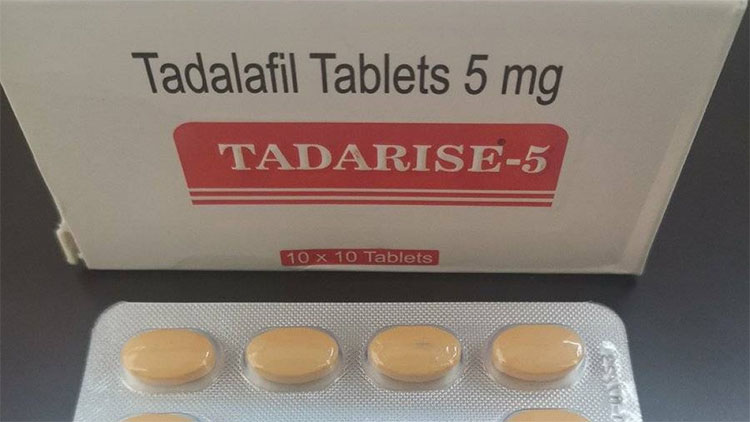 Tadalafil Tablets 5 mg
TADARISE-5
10 x 10 Tablets